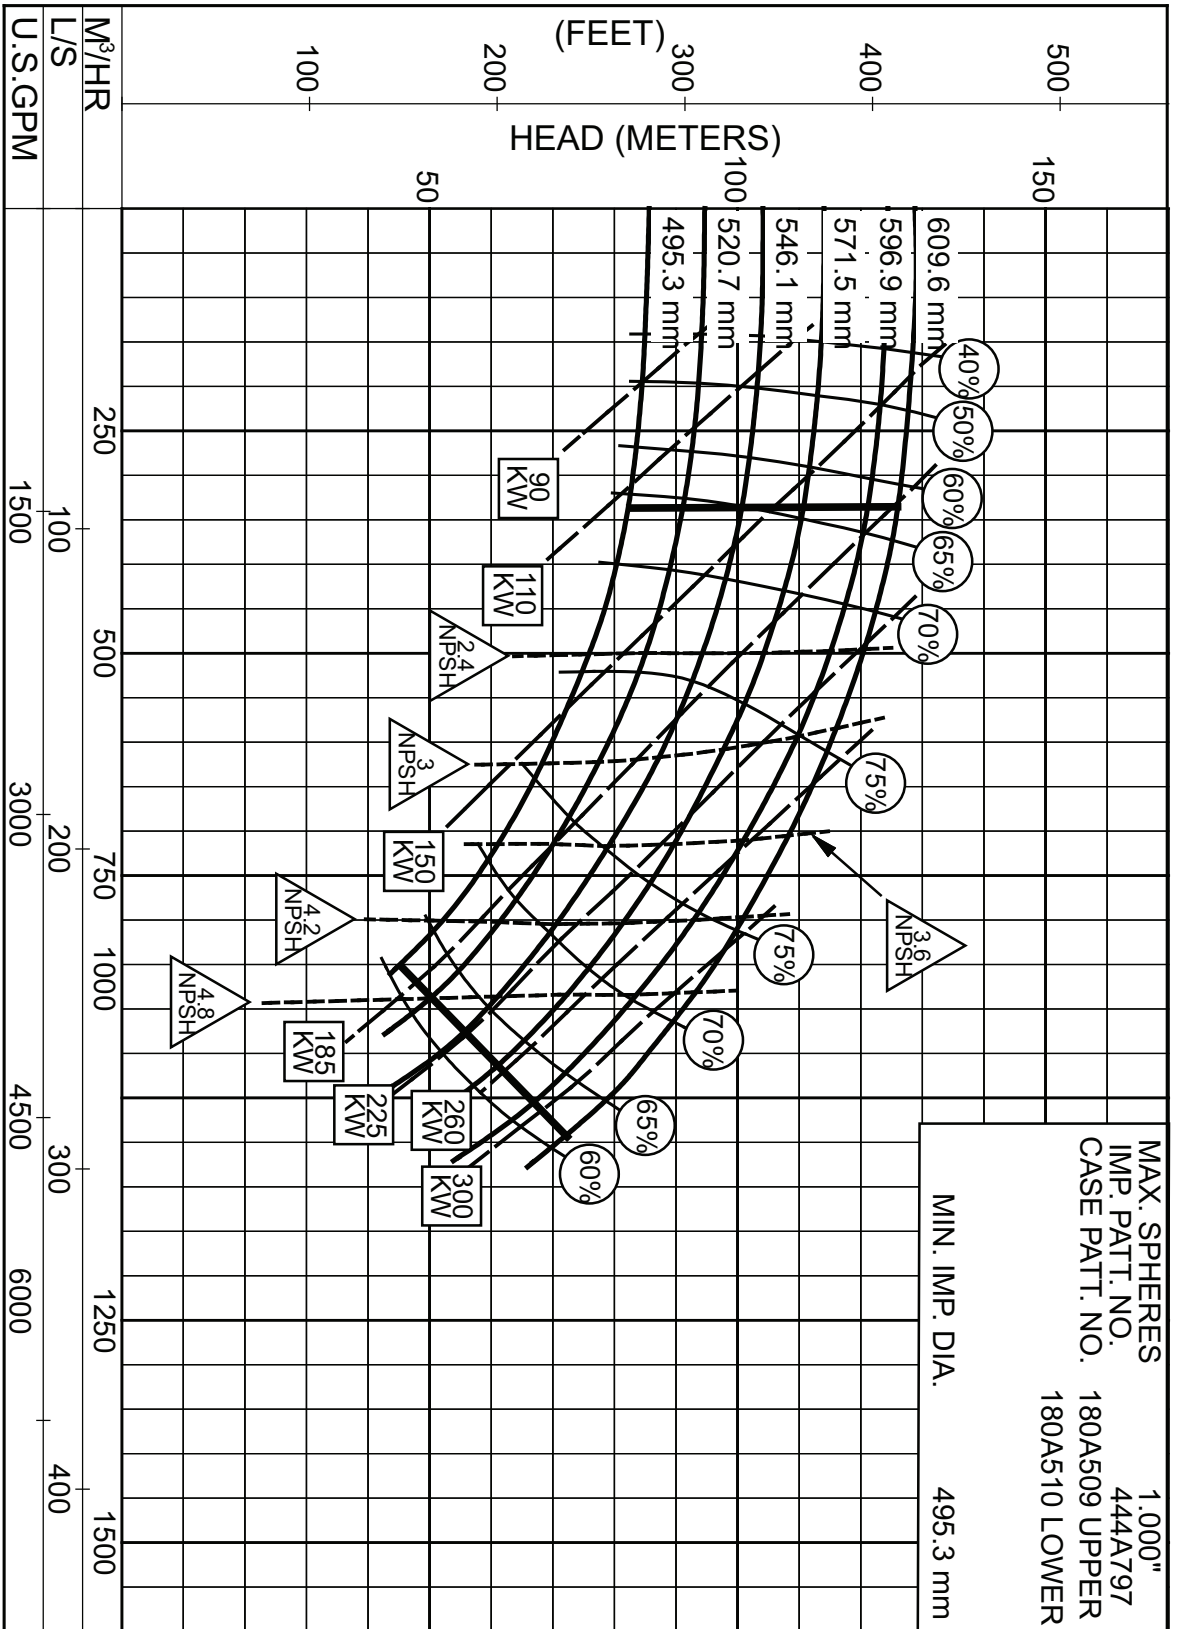 MAX. SPHERES 1.000"
IMP. PATT. NO. 444A797
CASE PATT. NO. 180A509 UPPER
180A510 LOWER
MIN. IMP. DIA. 495.3 mm
(FEET)
500
400
300
200
100
HEAD (METERS)
150
100
50
609.6 mm
596.9 mm
571.5 mm
546.1 mm
520.7 mm
495.3 mm
40%
50%
60%
65%
70%
75%
75%
70%
65%
60%
90
KW
110
KW
150
KW
185
KW
225
KW
260
KW
300
KW
2.4
NPSH
3
NPSH
3.6
NPSH
4.2
NPSH
4.8
NPSH
M³/HR 250 500 750 1000 1250 1500
L/S 100 200 300 400
U.S.GPM 1500 3000 4500 6000